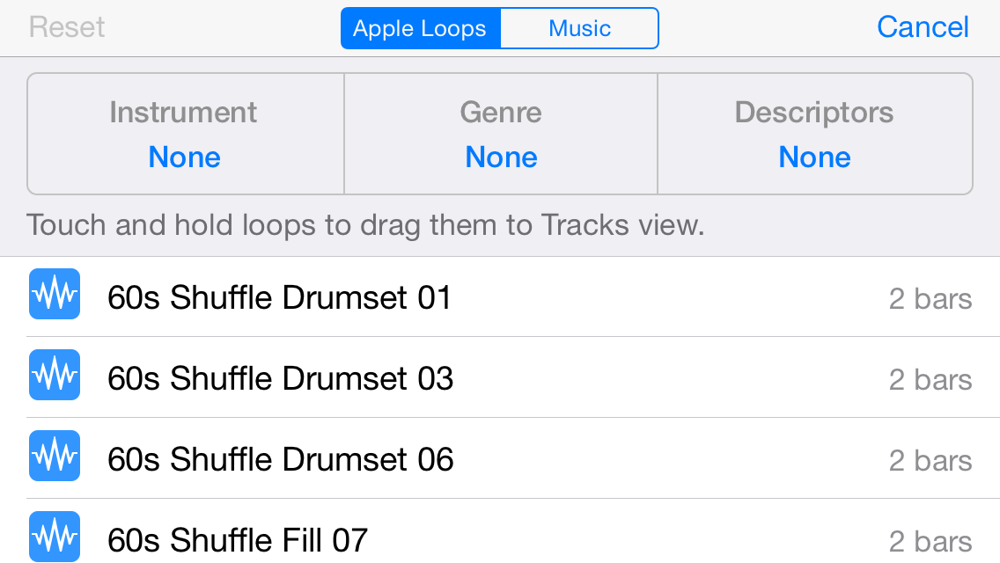 Reset Apple Loops Music Cancel
Instrument Genre Descriptors
None None None
Touch and hold loops to drag them to Tracks view.
60s Shuffle Drumset 01 2 bars
60s Shuffle Drumset 03 2 bars
60s Shuffle Drumset 06 2 bars
60s Shuffle Fill 07 2 bars